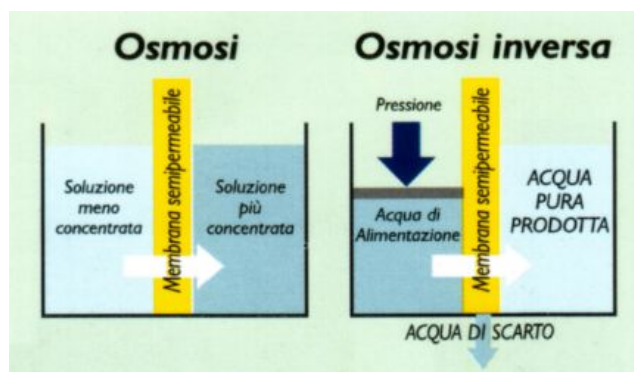 Osmosi
Membrana semipermeabile
Soluzione
meno
concentrata
Soluzione
più
concentrata
Osmosi inversa
Pressione
Membrana semipermeabile
Acqua di
Alimentazione
ACQUA
PURA
PRODOTTA
ACQUA DI SCARTO